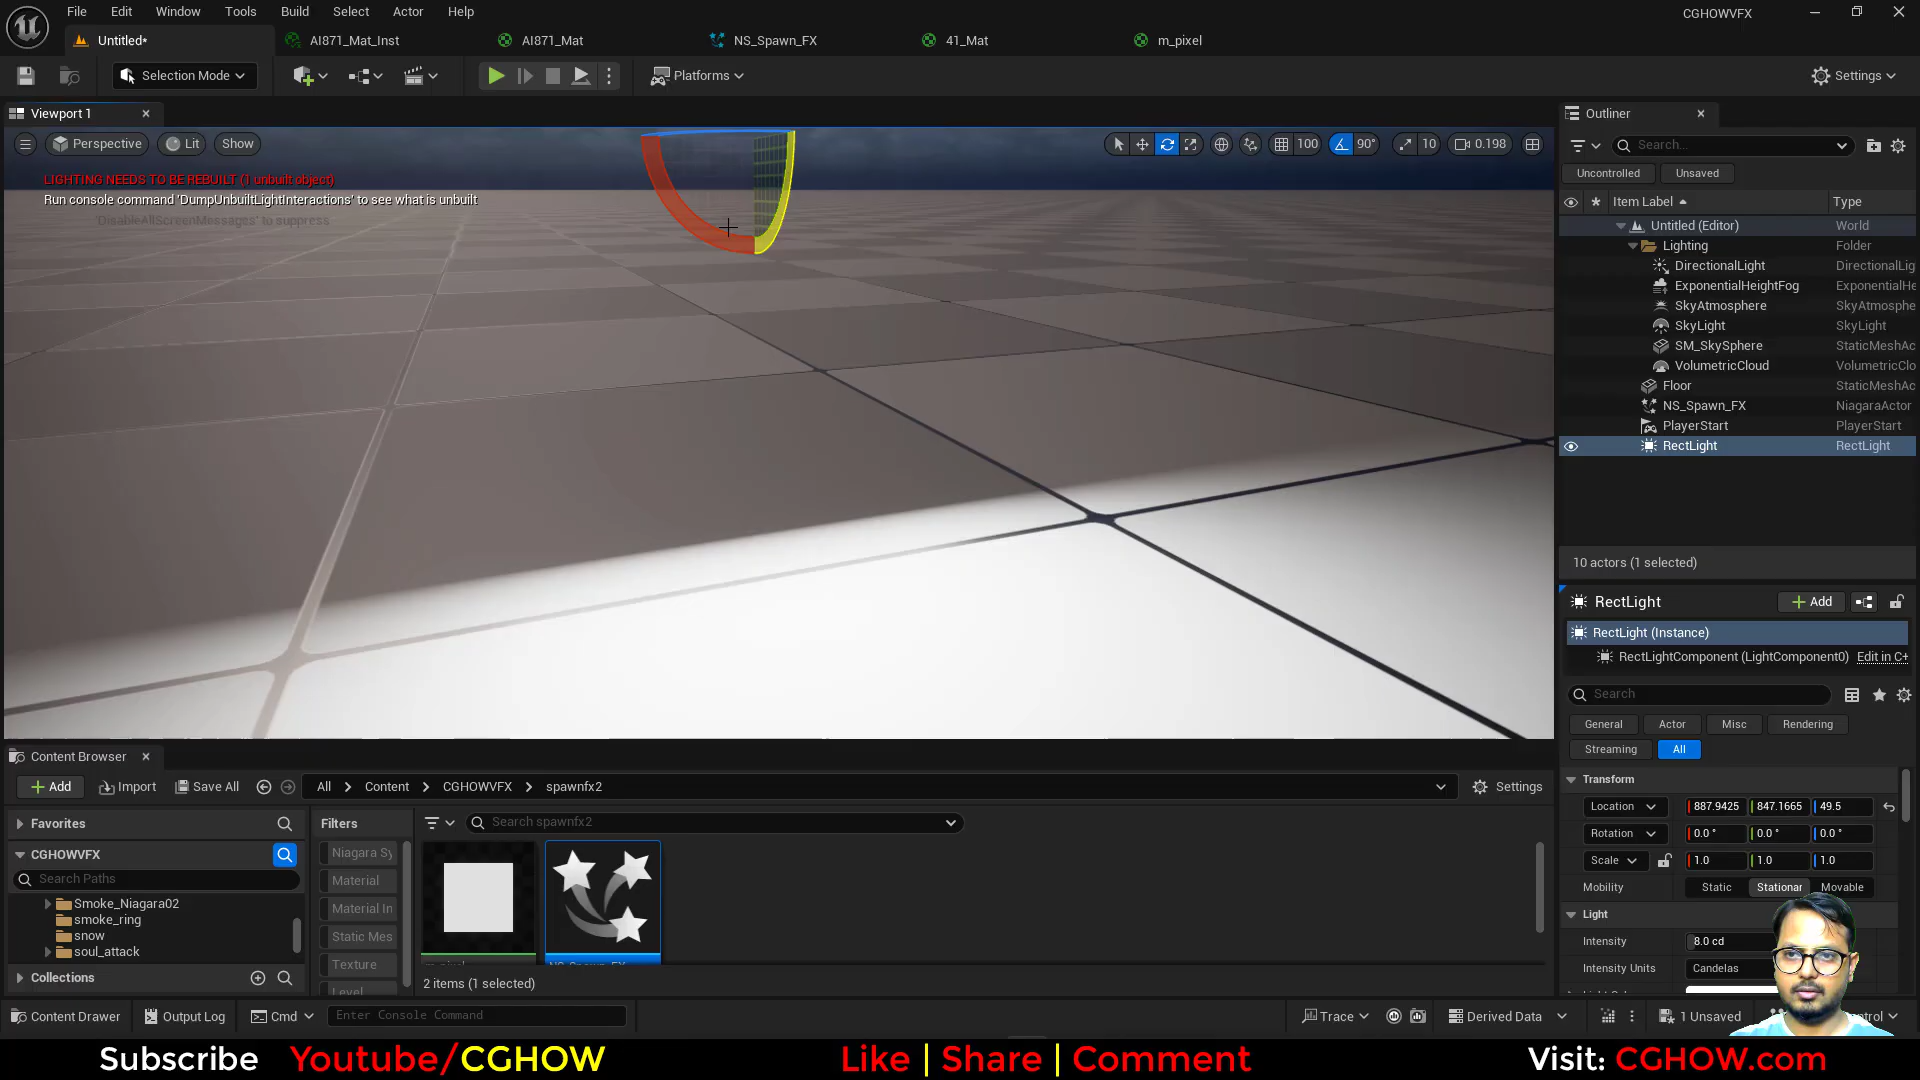 File Edit Window Tools Build Select Actor Help
CGHOWVFX
Untitled* AI871_Mat_Inst AI871_Mat NS_Spawn_FX 41_Mat m_pixel
Selection Mode Platforms Settings
Viewport 1
Perspective Lit Show 100 90° 10 0.198
LIGHTING NEEDS TO BE REBUILT (1 unbuilt object)
Run console command 'DumpUnbuiltLightInteractions' to see what is unbuilt
'DisableAllScreenMessages' to suppress
Outliner
Search...
Uncontrolled Unsaved
Item Label Type
Untitled (Editor) World
Lighting Folder
DirectionalLight DirectionalLig
ExponentialHeightFog ExponentialHe
SkyAtmosphere SkyAtmosphe
SkyLight SkyLight
SM_SkySphere StaticMeshAc
VolumetricCloud VolumetricClo
Floor StaticMeshAc
NS_Spawn_FX NiagaraActor
PlayerStart PlayerStart
RectLight RectLight
10 actors (1 selected)
RectLight Add
RectLight (Instance)
RectLightComponent (LightComponent0) Edit in C+
Search
General Actor Misc Rendering
Streaming All
Transform
Location 887.9425 847.1665 49.5
Rotation 0.0 ° 0.0 ° 0.0 °
Scale 1.0 1.0 1.0
Mobility Static Stationar Movable
Light
Intensity 8.0 cd
Intensity Units Candelas
Content Browser
Add Import Save All All Content CGHOWVFX spawnfx2 Settings
Favorites
CGHOWVFX
Search Paths
Smoke_Niagara02
smoke_ring
snow
soul_attack
Collections
Filters
Niagara Sy
Material
Material In
Static Mes
Texture
Level
Search spawnfx2
2 items (1 selected)
Content Drawer Output Log Cmd Enter Console Command Trace Derived Data 1 Unsaved
Subscribe Youtube/CGHOW Like | Share | Comment Visit: CGHOW.com